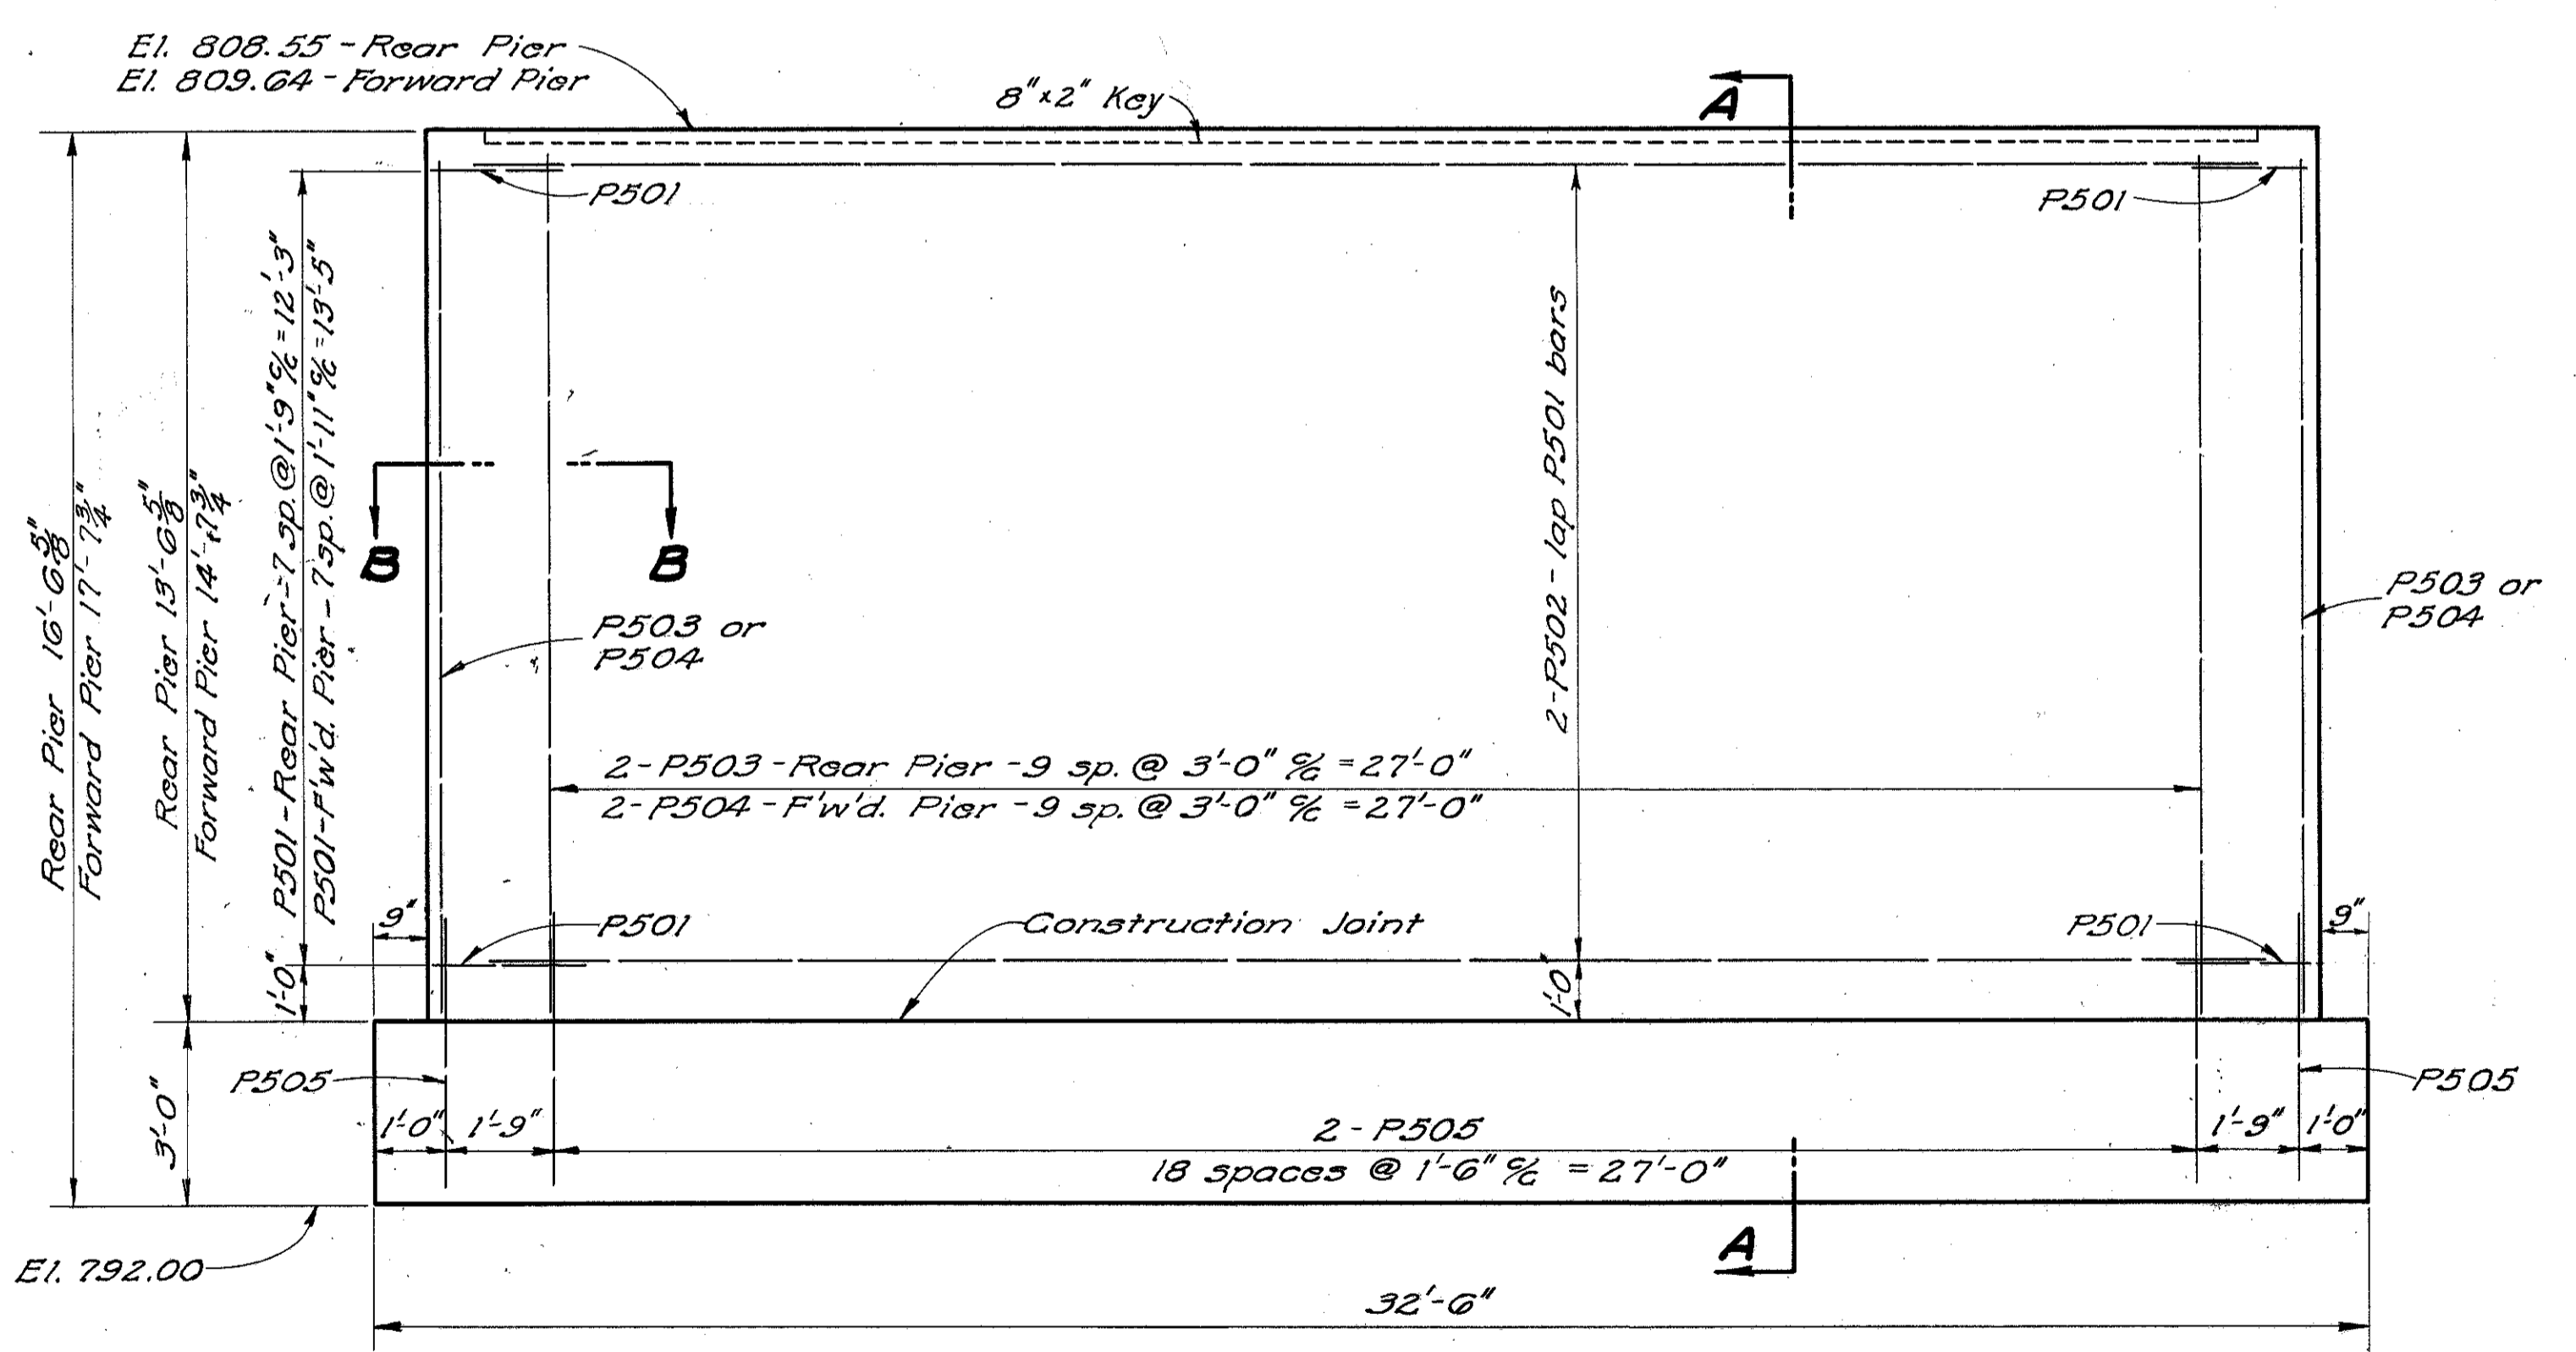 El. 808.55 - Rear Pier
El. 809.64 - Forward Pier
8"x2" Key
A
P501
P501
Rear Pier 16'-6 5/8"
Forward Pier 17'-7 3/4"
Rear Pier 13'-6 5/8"
Forward Pier 14'-7 3/4"
P501 - Rear Pier - 7 sp. @ 1'-9" c/c = 12'-3"
P501 - F'w'd. Pier - 7 sp. @ 1'-11" c/c = 13'-5"
B
B
2-P502 - lap P501 bars
P503 or
P504
P503 or
P504
2-P503 - Rear Pier - 9 sp. @ 3'-0" c/c = 27'-0"
2-P504 - F'w'd. Pier - 9 sp. @ 3'-0" c/c = 27'-0"
9"
P501
Construction Joint
P501
9"
1'-0"
1'-0"
P505
P505
3'-0"
1'-0"
1'-9"
2 - P505
18 spaces @ 1'-6" c/c = 27'-0"
1'-9"
1'-0"
A
El. 792.00
32'-6"